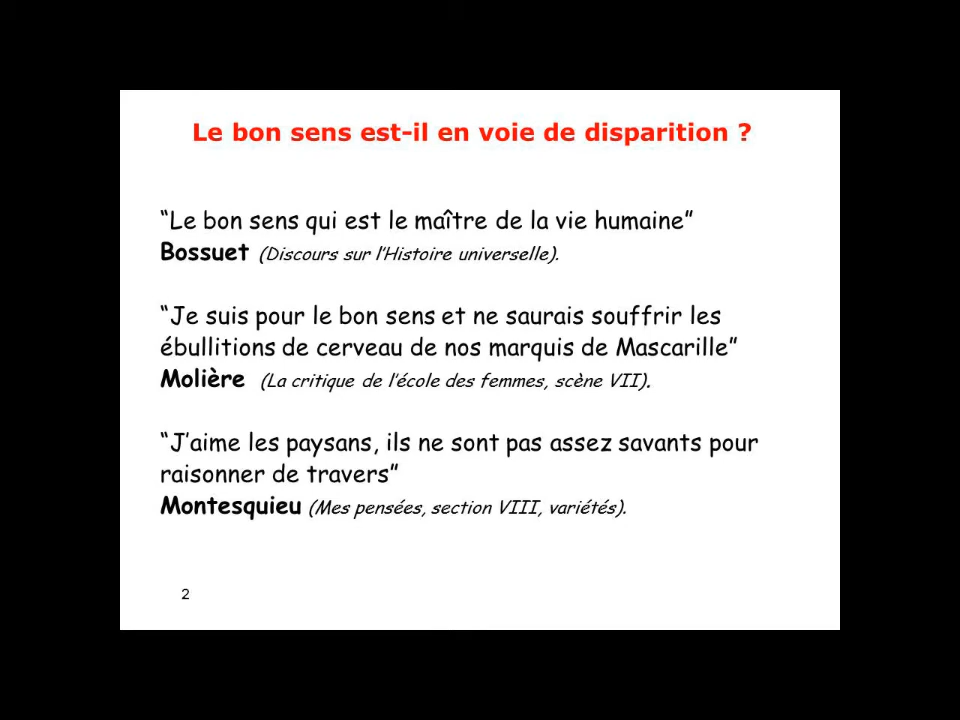 Le bon sens est-il en voie de disparition ?
“Le bon sens qui est le maître de la vie humaine”
Bossuet (Discours sur l’Histoire universelle).
“Je suis pour le bon sens et ne saurais souffrir les
ébullitions de cerveau de nos marquis de Mascarille”
Molière (La critique de l’école des femmes, scène VII).
“J’aime les paysans, ils ne sont pas assez savants pour
raisonner de travers”
Montesquieu (Mes pensées, section VIII, variétés).
2